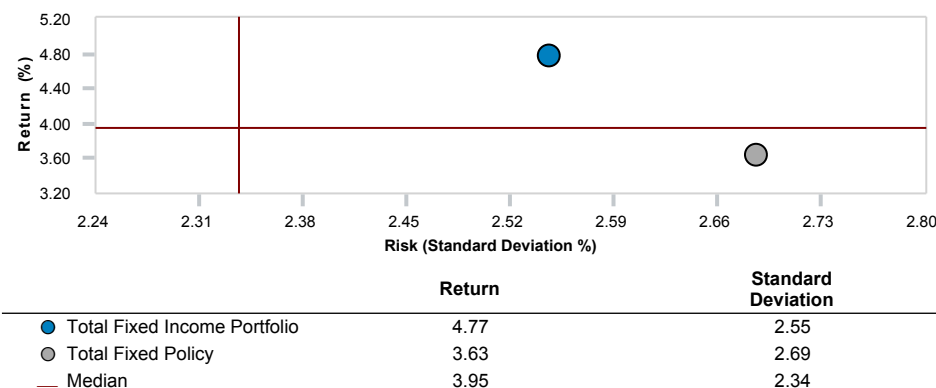 5.20
4.80
4.40
4.00
3.60
3.20
Return (%)
2.24 2.31 2.38 2.45 2.52 2.59 2.66 2.73 2.80
Risk (Standard Deviation %)
Return Standard Deviation
Total Fixed Income Portfolio 4.77 2.55
Total Fixed Policy 3.63 2.69
Median 3.95 2.34